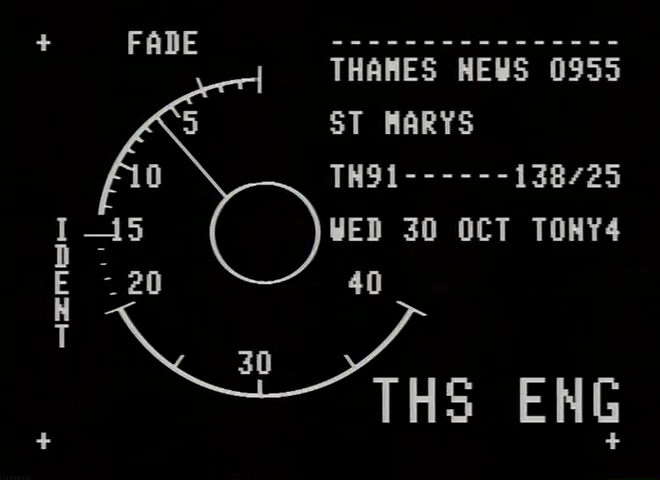 FADE
----------------
THAMES NEWS 0955
ST MARYS
TN91------138/25
WED 30 OCT TONY4
5
10
15
20
30
40
IDENT
THS ENG